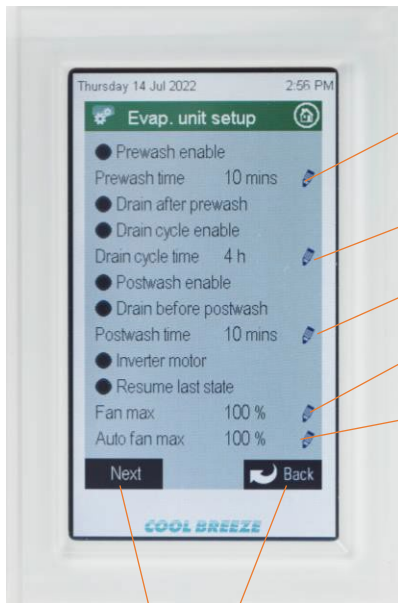 Thursday 14 Jul 2022 2:56 PM
Evap. unit setup
Prewash enable
Prewash time 10 mins
Drain after prewash
Drain cycle enable
Drain cycle time 4 h
Postwash enable
Drain before postwash
Postwash time 10 mins
Inverter motor
Resume last state
Fan max 100 %
Auto fan max 100 %
Next Back
COOL BREEZE